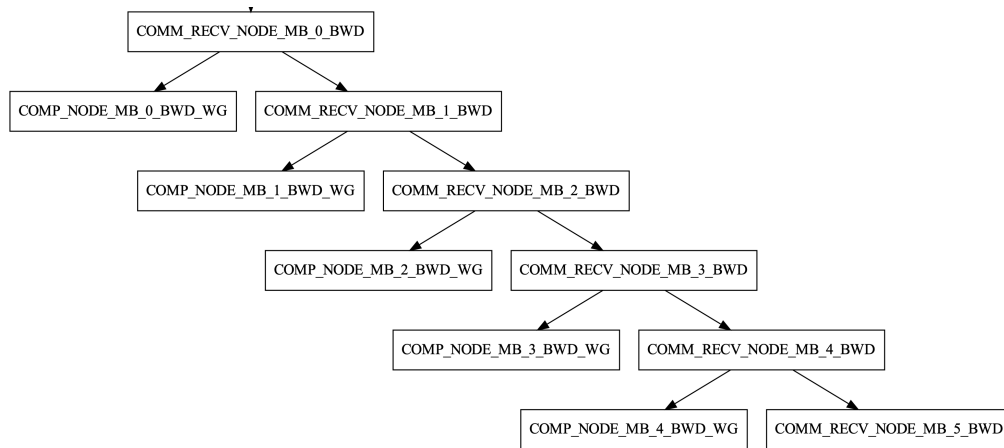 COMM_RECV_NODE_MB_0_BWD
COMP_NODE_MB_0_BWD_WG
COMM_RECV_NODE_MB_1_BWD
COMP_NODE_MB_1_BWD_WG
COMM_RECV_NODE_MB_2_BWD
COMP_NODE_MB_2_BWD_WG
COMM_RECV_NODE_MB_3_BWD
COMP_NODE_MB_3_BWD_WG
COMM_RECV_NODE_MB_4_BWD
COMP_NODE_MB_4_BWD_WG
COMM_RECV_NODE_MB_5_BWD